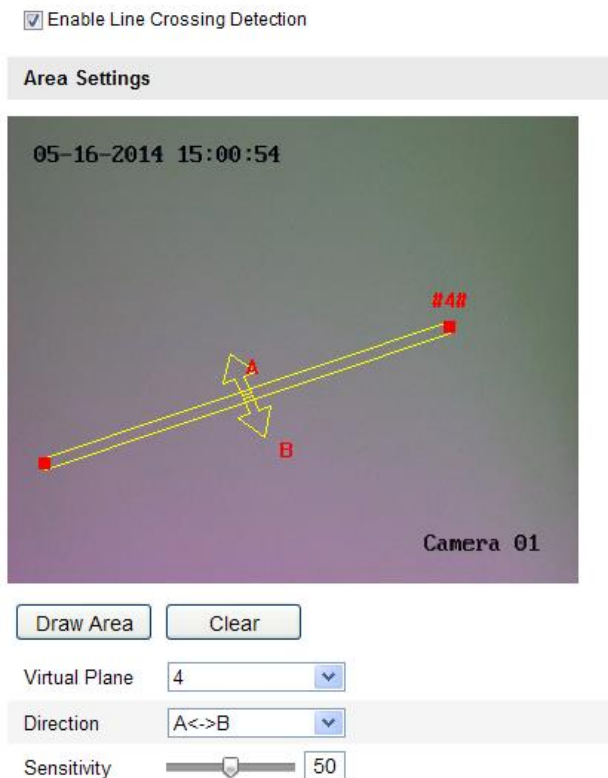 Enable Line Crossing Detection
Area Settings
05-16-2014 15:00:54
#4#
A
B
Camera 01
Draw Area Clear
Virtual Plane 4
Direction A<->B
Sensitivity 50